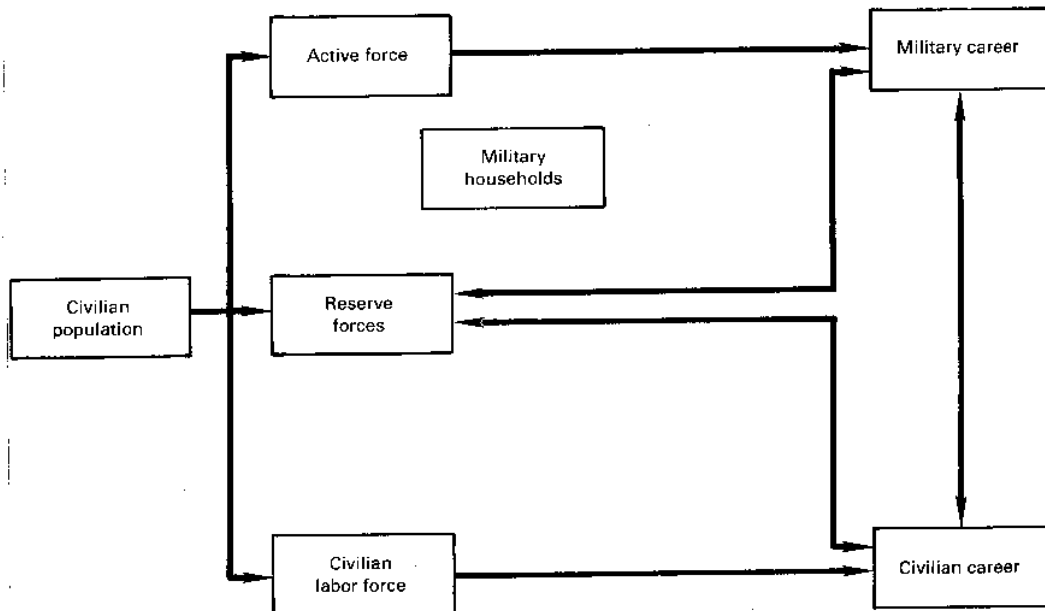 Active force
Military career
Military
households
Civilian
population
Reserve
forces
Civilian
labor force
Civilian career